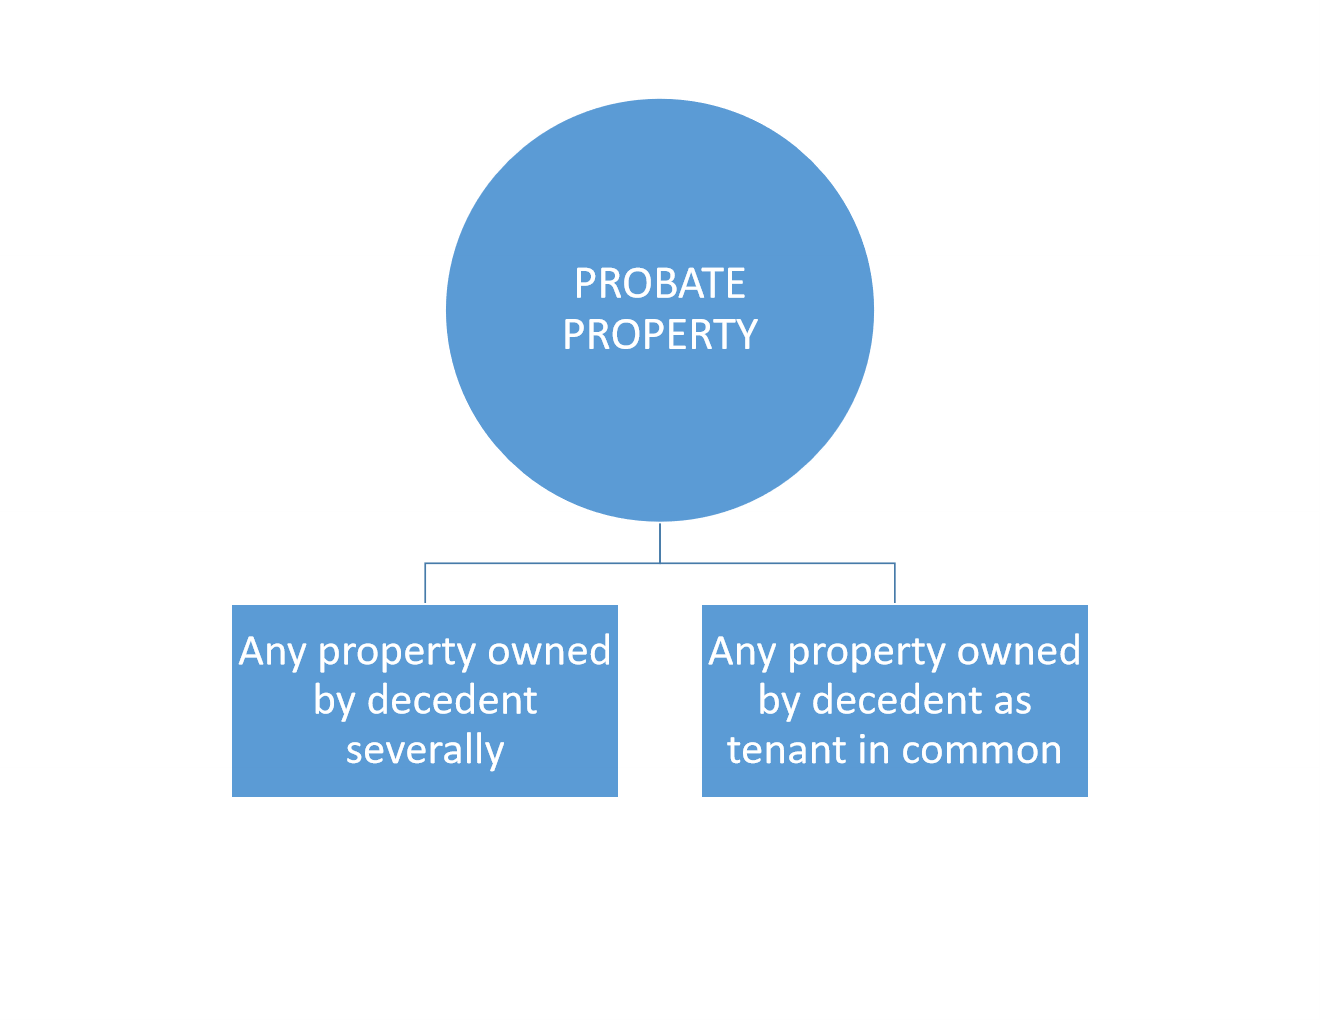 PROBATE
PROPERTY
Any property owned
by decedent
severally
Any property owned
by decedent as
tenant in common